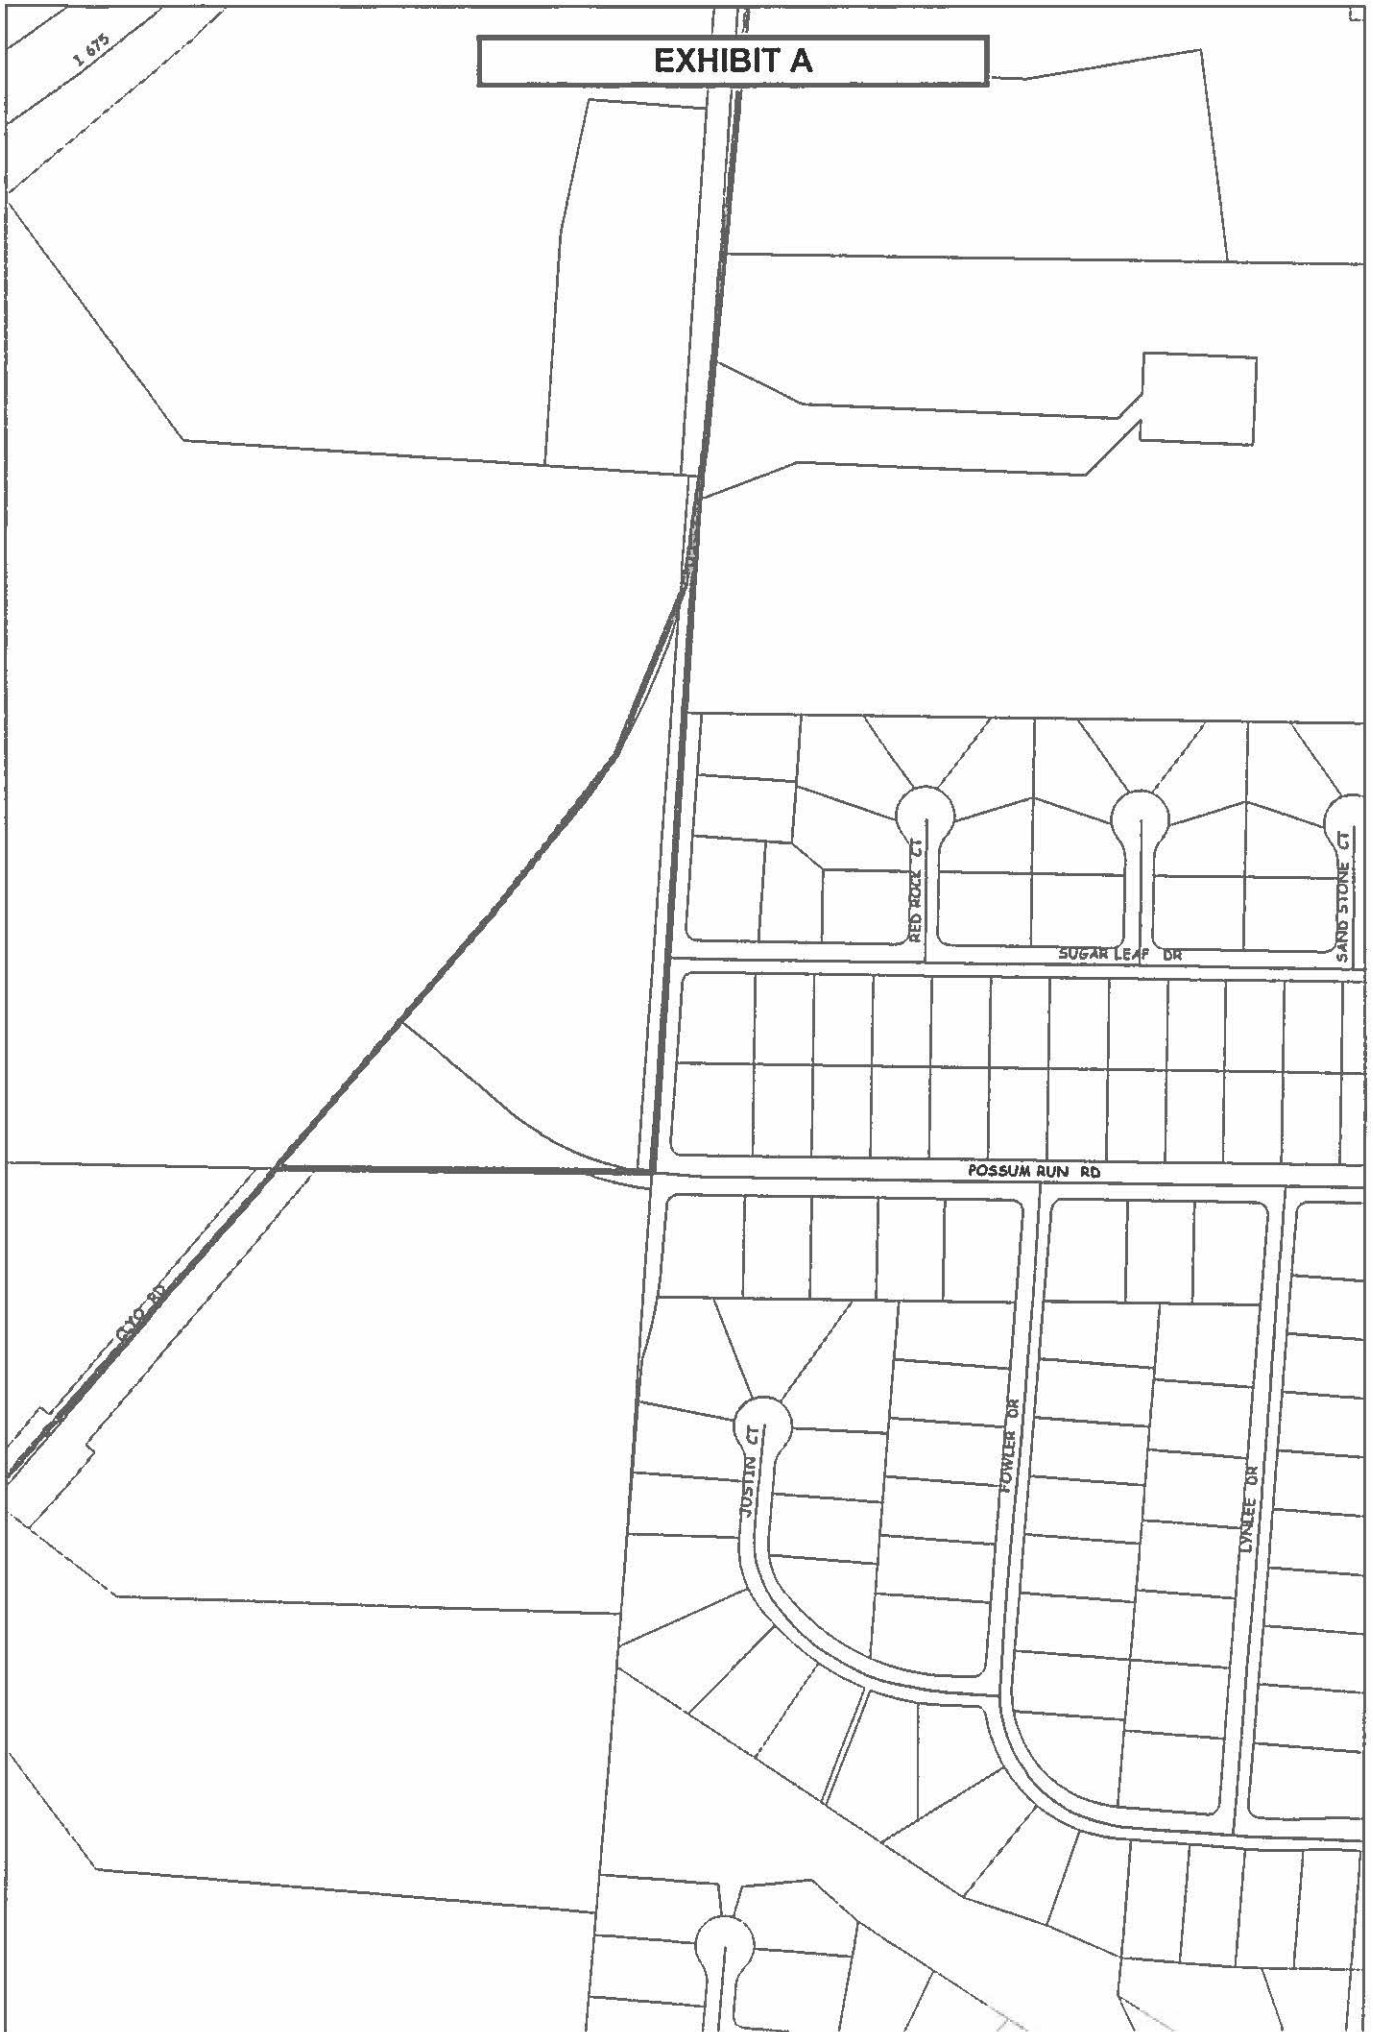 I 675
EXHIBIT A
RED ROCK CT
SAND STONE CT
SUGAR LEAF DR
POSSUM RUN RD
CLYO RD
JUSTIN CT
FOWLER DR
LYNLEE DR